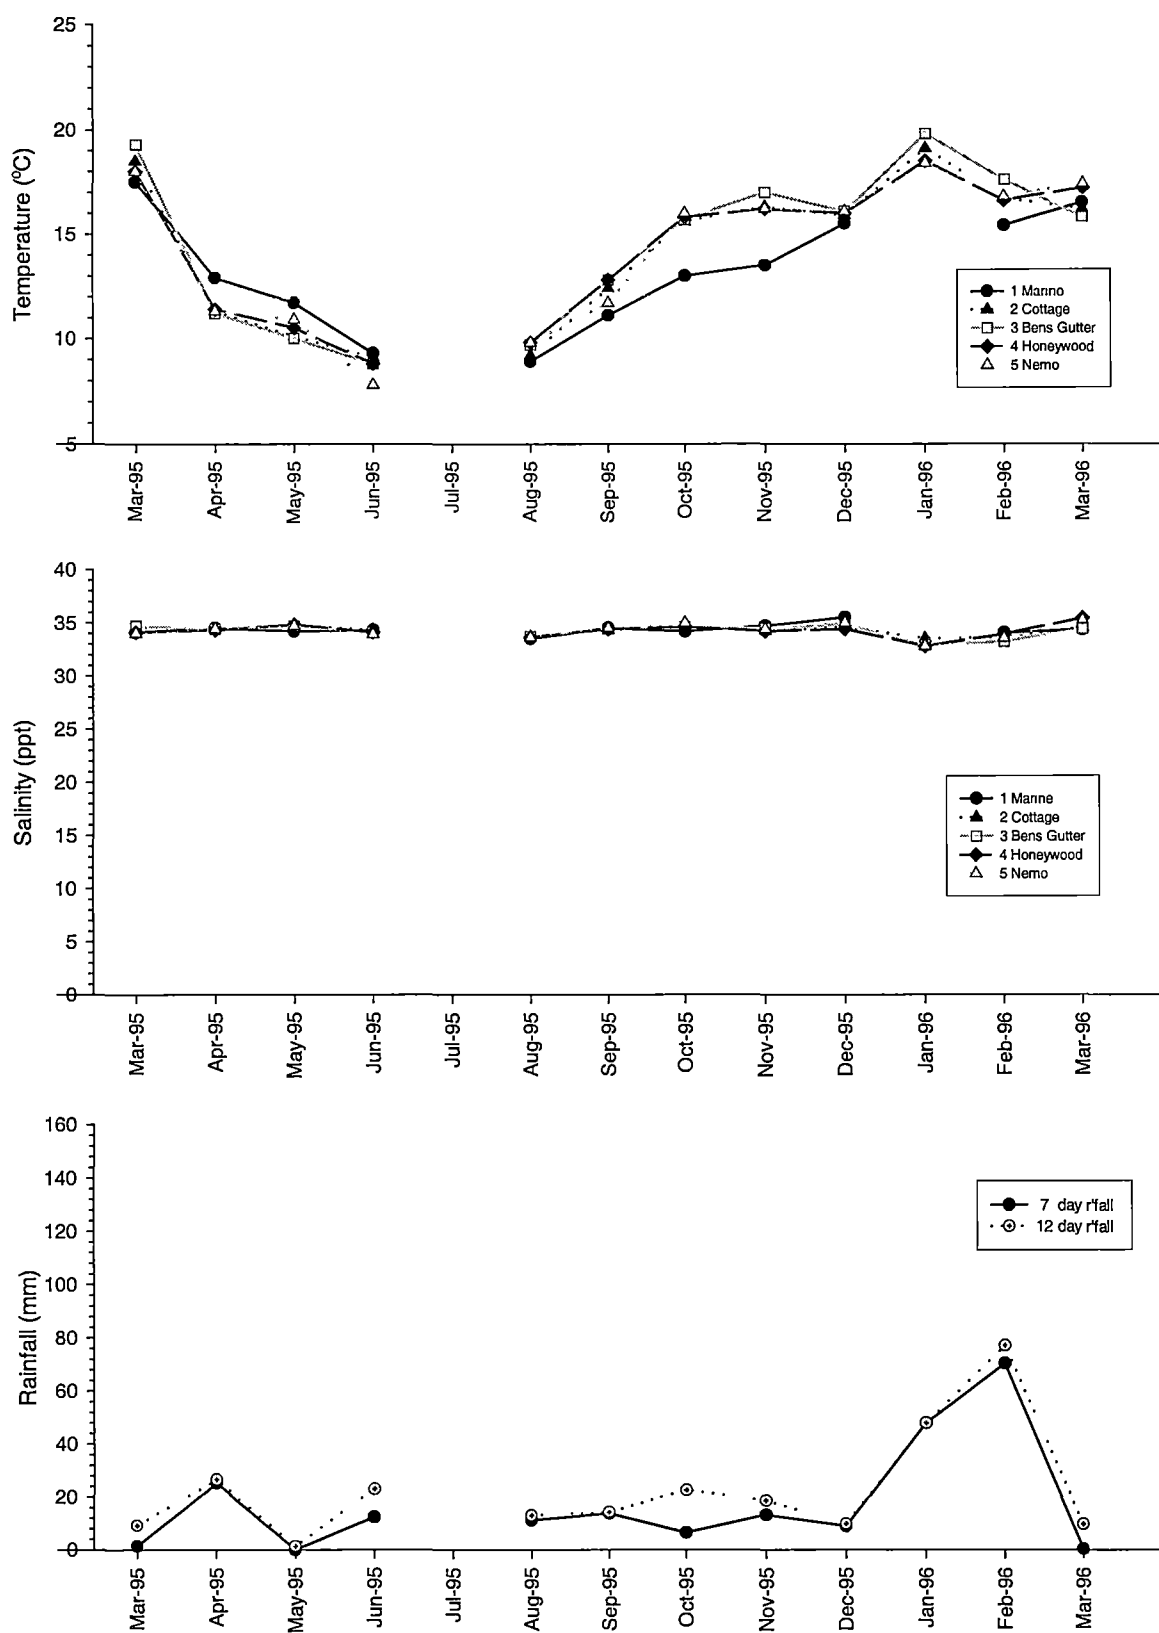 25
20
15
10
5
Temperature (ºC)
1 Marino
2 Cottage
3 Bens Gutter
4 Honeywood
5 Nemo
Mar-95
Apr-95
May-95
Jun-95
Jul-95
Aug-95
Sep-95
Oct-95
Nov-95
Dec-95
Jan-96
Feb-96
Mar-96
40
35
30
25
20
15
10
5
0
Salinity (ppt)
1 Marine
2 Cottage
3 Bens Gutter
4 Honeywood
5 Nemo
Mar-95
Apr-95
May-95
Jun-95
Jul-95
Aug-95
Sep-95
Oct-95
Nov-95
Dec-95
Jan-96
Feb-96
Mar-96
160
140
120
100
80
60
40
20
0
Rainfall (mm)
7 day r'fall
12 day r'fall
Mar-95
Apr-95
May-95
Jun-95
Jul-95
Aug-95
Sep-95
Oct-95
Nov-95
Dec-95
Jan-96
Feb-96
Mar-96